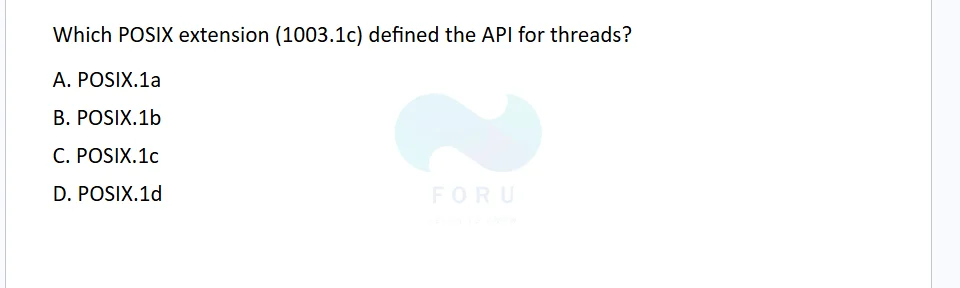 Which POSIX extension (1003.1c) defined the API for threads?
A. POSIX.1a
B. POSIX.1b
C. POSIX.1c
D. POSIX.1d
FORU